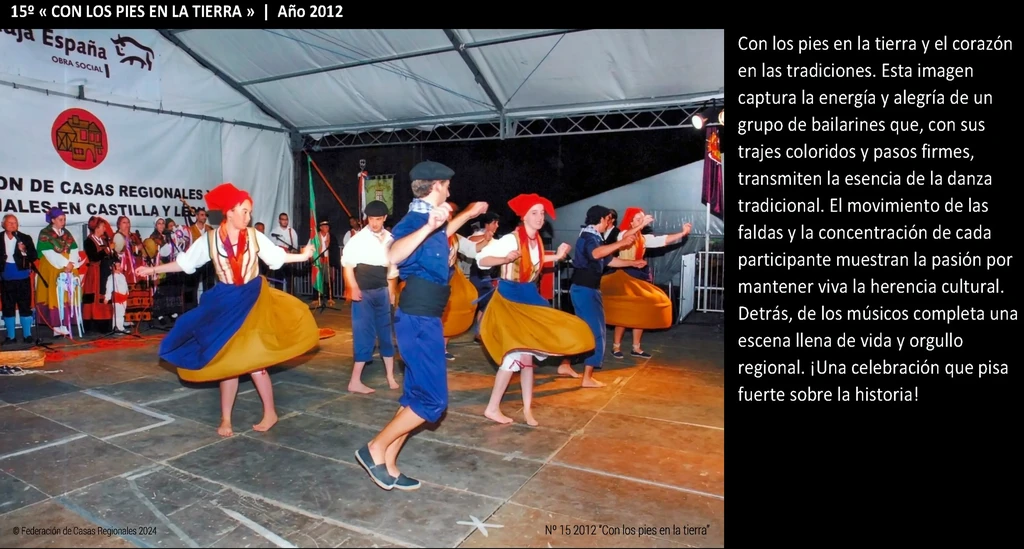 15º « CON LOS PIES EN LA TIERRA » | Año 2012
aja España
OBRA SOCIAL
ON DE CASAS REGIONALES Y
NALES EN CASTILLA Y LEÓN
© Federación de Casas Regionales 2024
Nº 15 2012 "Con los pies en la tierra"
Con los pies en la tierra y el corazón
en las tradiciones. Esta imagen
captura la energía y alegría de un
grupo de bailarines que, con sus
trajes coloridos y pasos firmes,
transmiten la esencia de la danza
tradicional. El movimiento de las
faldas y la concentración de cada
participante muestran la pasión por
mantener viva la herencia cultural.
Detrás, de los músicos completa una
escena llena de vida y orgullo
regional. ¡Una celebración que pisa
fuerte sobre la historia!